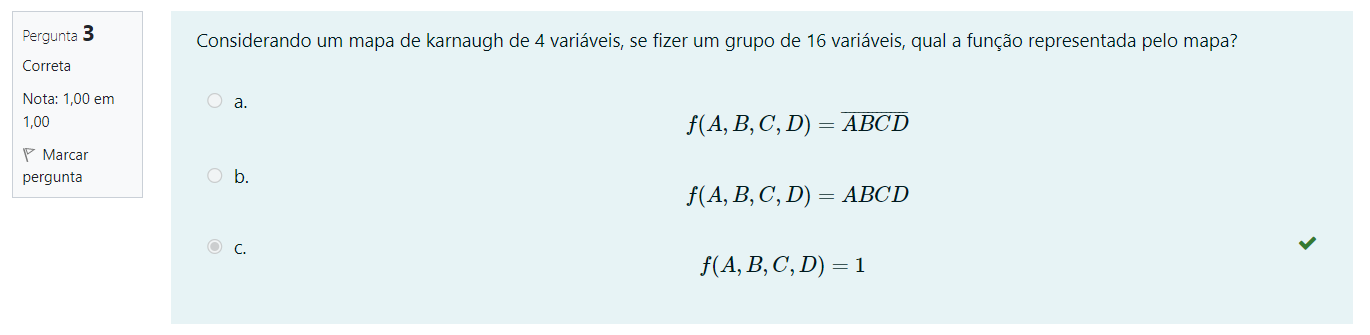 Pergunta 3
Correta
Nota: 1,00 em
1,00
Marcar
pergunta
Considerando um mapa de karnaugh de 4 variáveis, se fizer um grupo de 16 variáveis, qual a função representada pelo mapa?
a.
f(A, B, C, D) = \overline{ABCD}
b.
f(A, B, C, D) = ABCD
c.
f(A, B, C, D) = 1